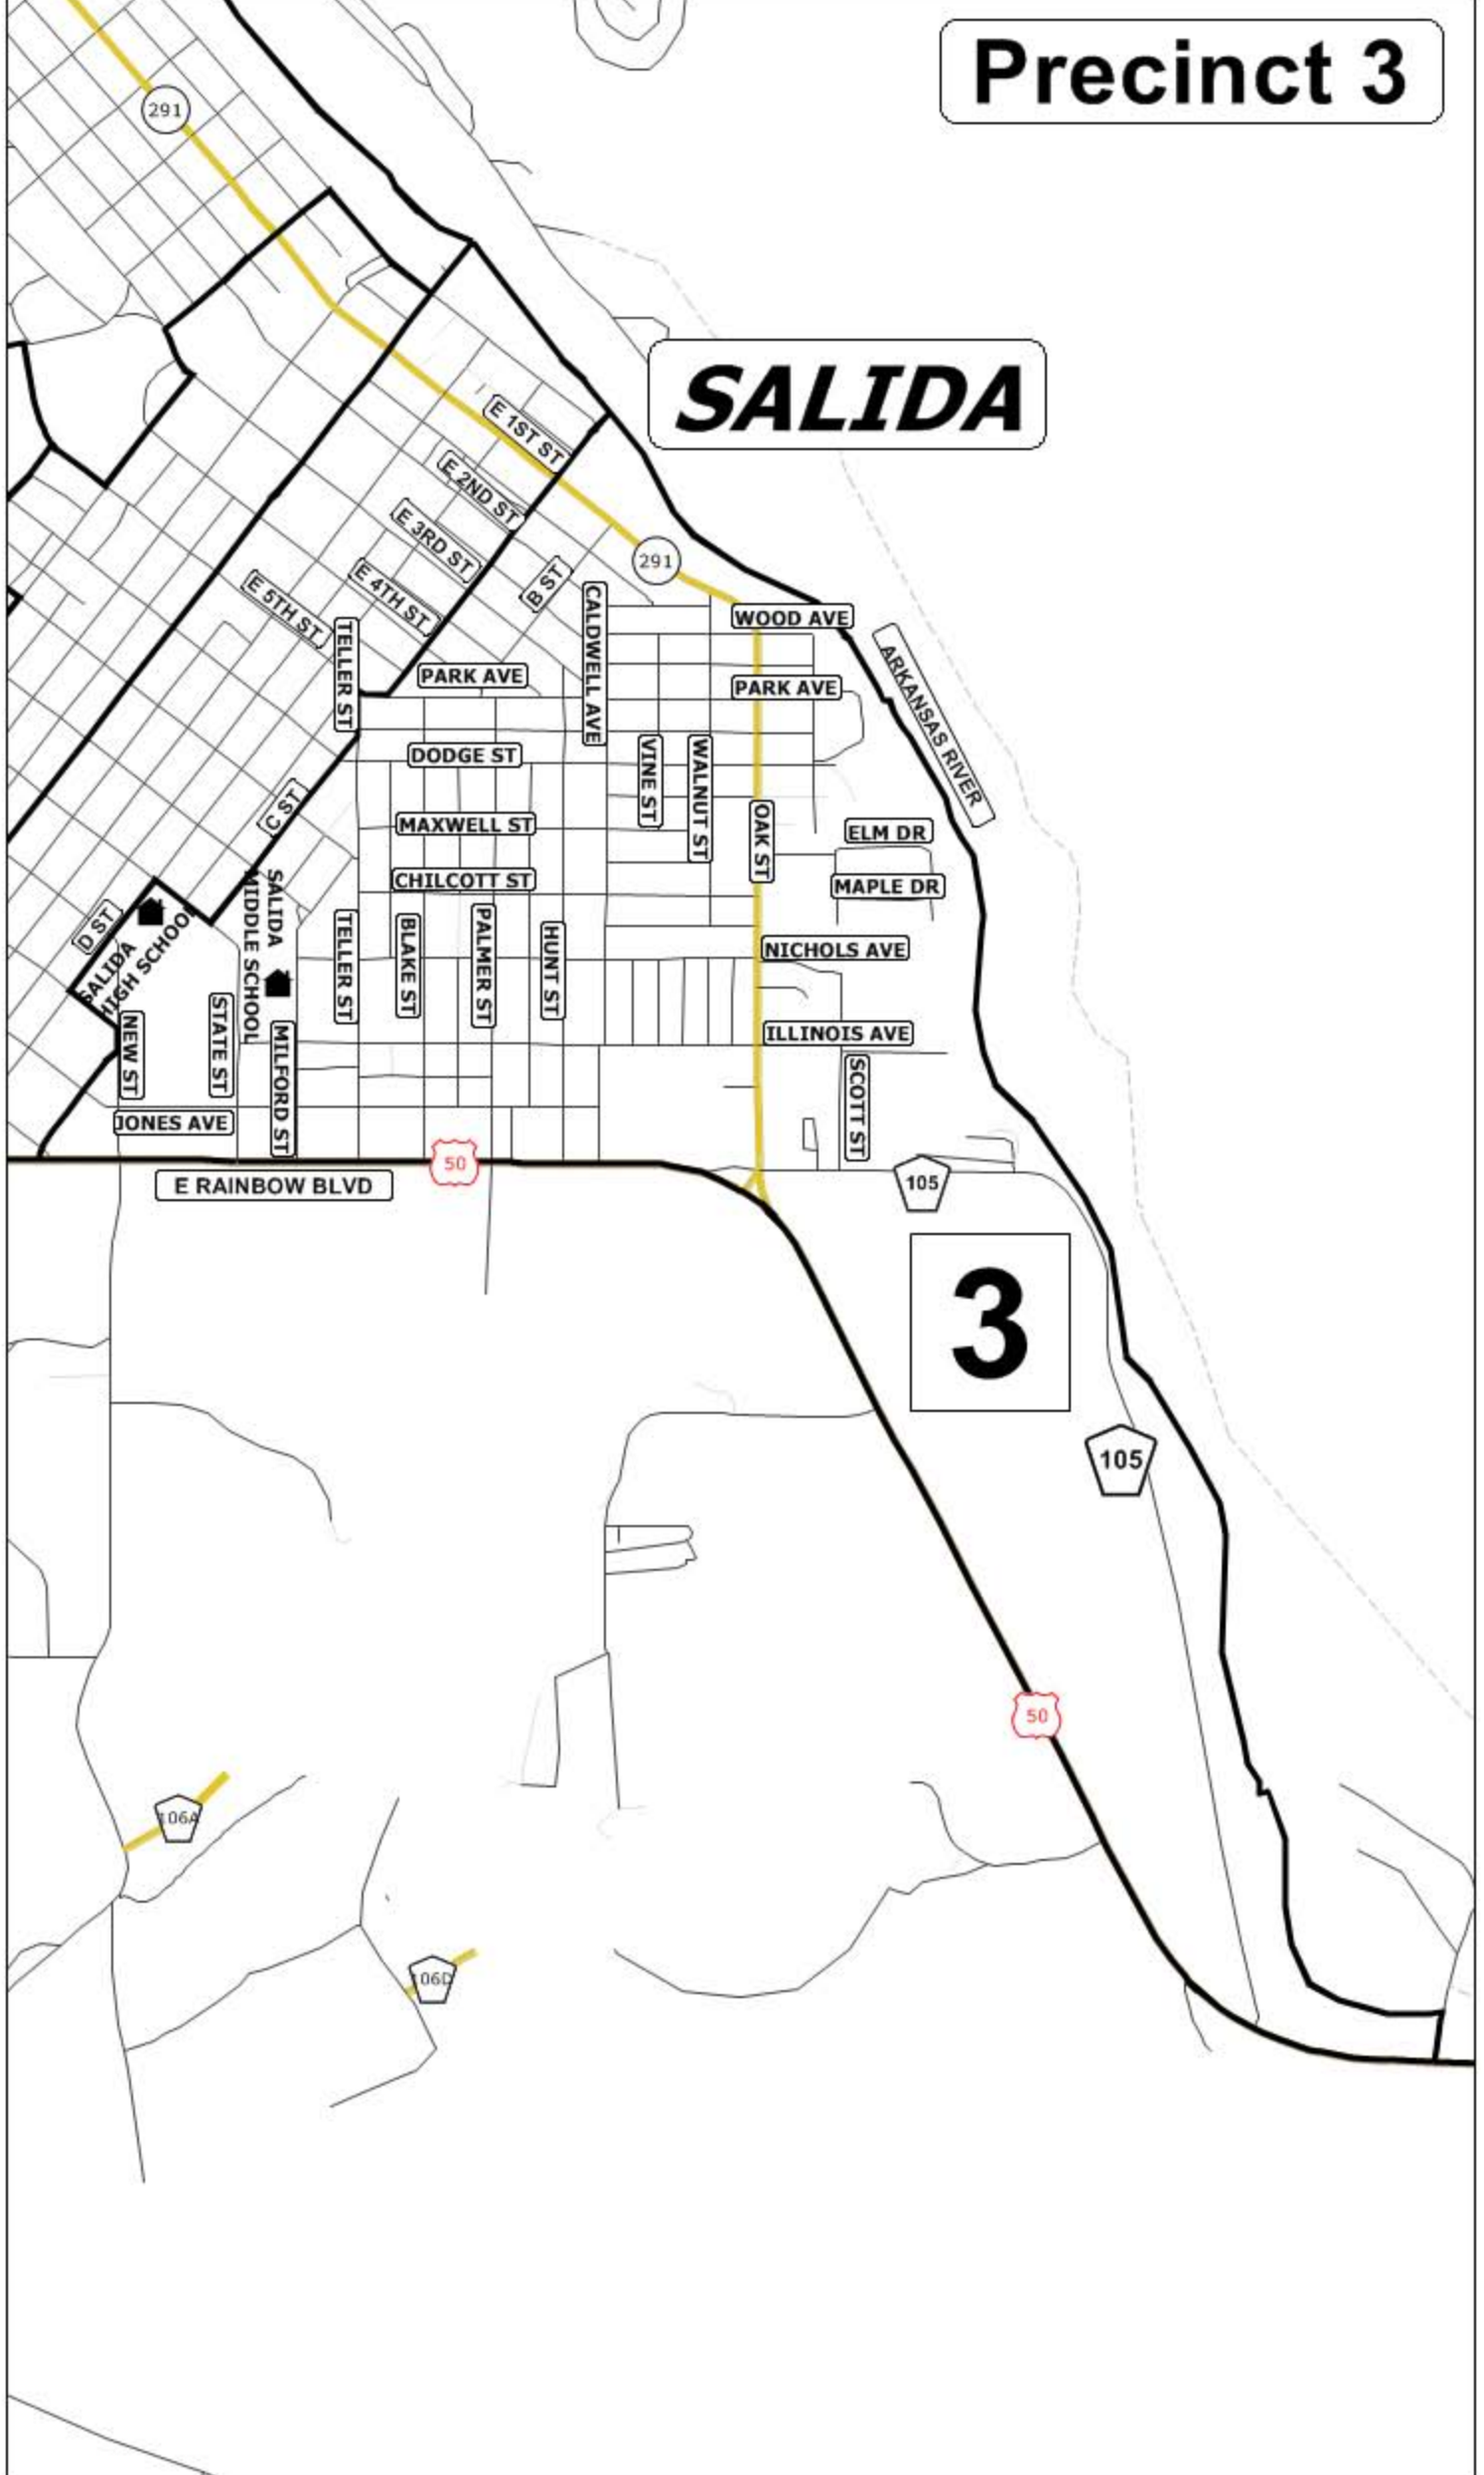 Precinct 3
291
SALIDA
E 1ST ST
E 2ND ST
E 3RD ST
E 4TH ST
E 5TH ST
B ST
291
CALDWELL AVE
WOOD AVE
TELLER ST
PARK AVE
PARK AVE
ARKANSAS RIVER
DODGE ST
VINE ST
WALNUT ST
C ST
MAXWELL ST
OAK ST
ELM DR
CHILCOTT ST
MAPLE DR
SALIDA
MIDDLE SCHOOL
D ST
SALIDA
HIGH SCHOOL
TELLER ST
BLAKE ST
PALMER ST
HUNT ST
NICHOLS AVE
NEW ST
STATE ST
MILFORD ST
ILLINOIS AVE
SCOTT ST
JONES AVE
50
E RAINBOW BLVD
105
3
105
50
106A
106D